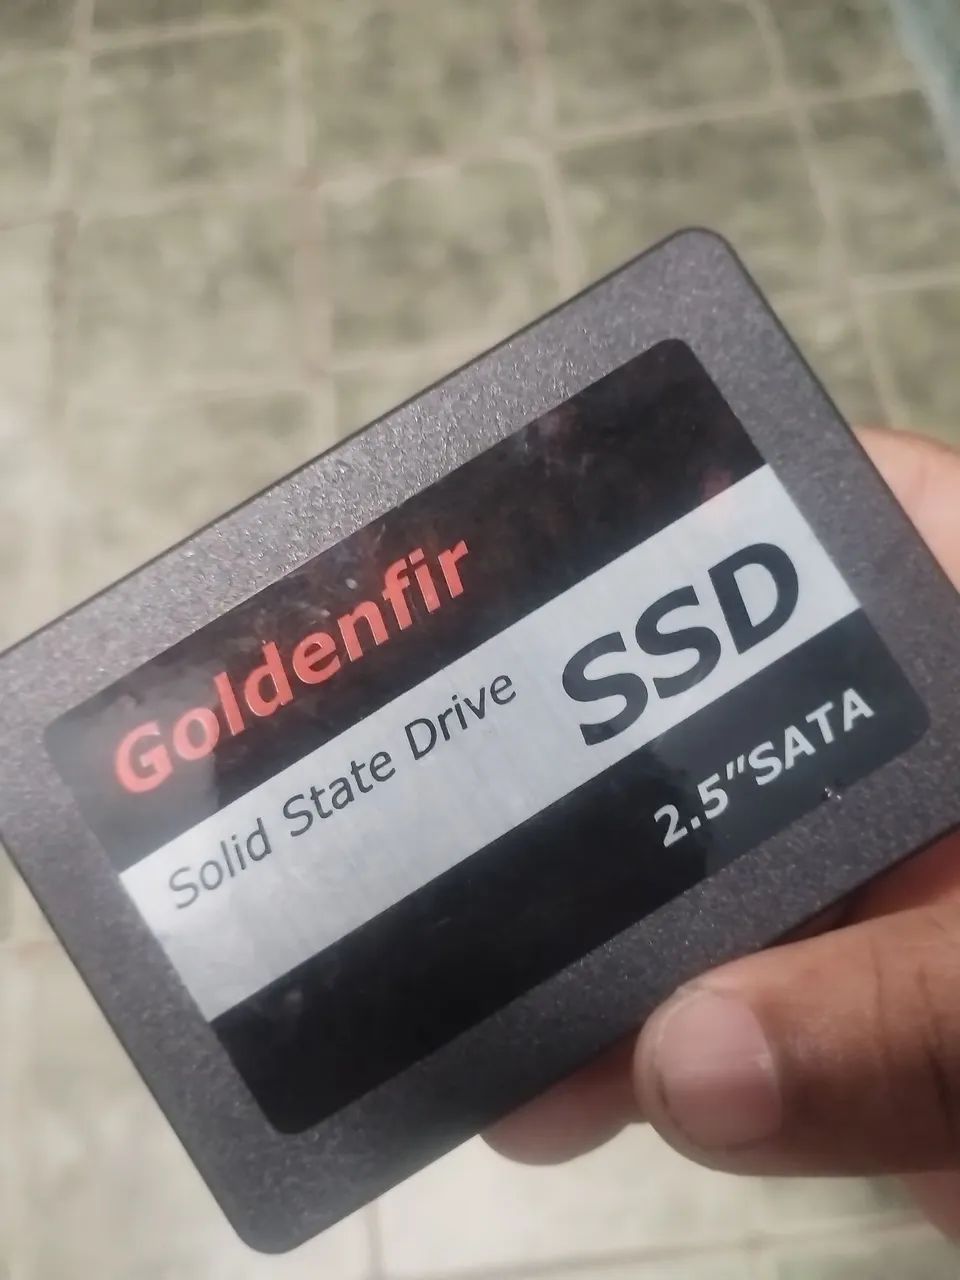 Goldenfir
Solid State Drive SSD
2.5"SATA